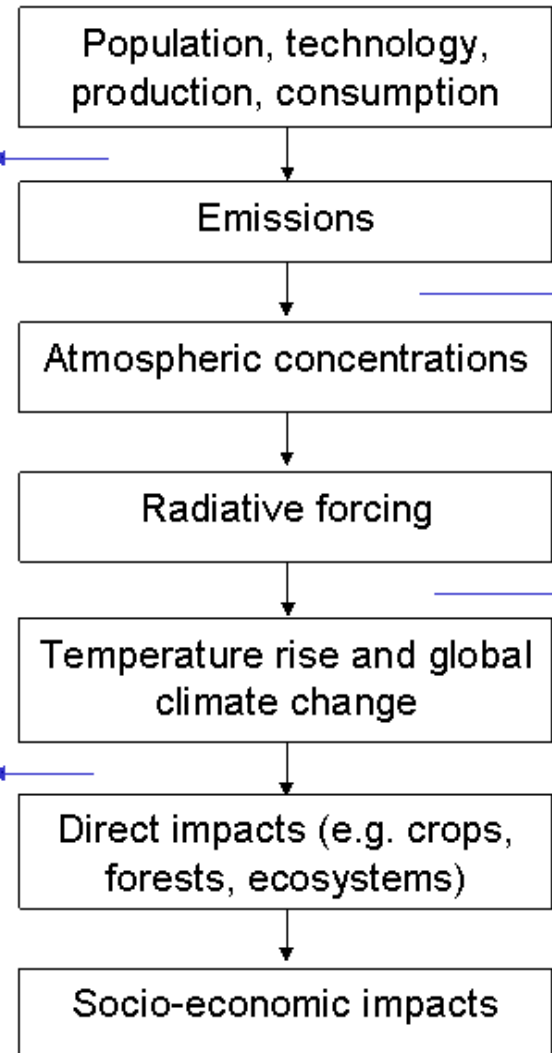 Population, technology,
production, consumption
Emissions
Atmospheric concentrations
Radiative forcing
Temperature rise and global
climate change
Direct impacts (e.g. crops,
forests, ecosystems)
Socio-economic impacts